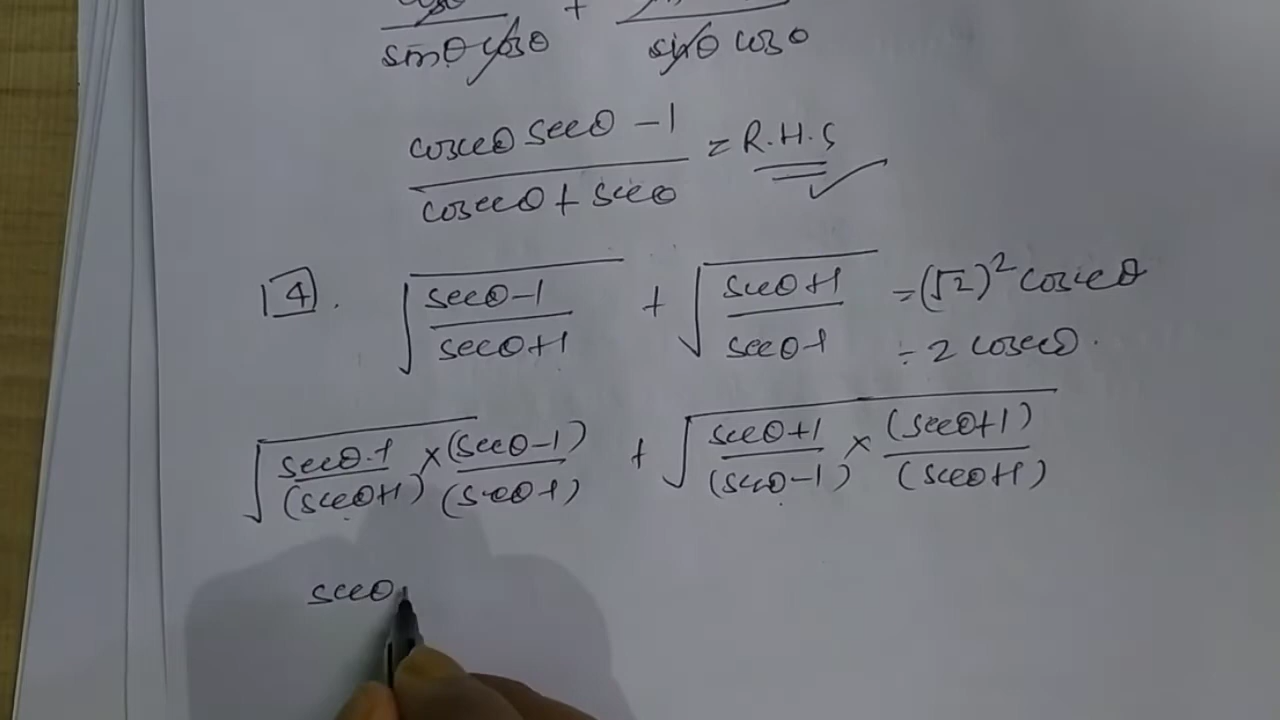 sinθ cosθ + sinθ cosθ
cosecθ secθ - 1
cosecθ + secθ = R.H.S
14. √(secθ-1 / secθ+1) + √(secθ+1 / secθ-1) = (√2)² cosecθ
= 2 cosecθ.
√(secθ-1 / (secθ+1) × (secθ-1) / (secθ-1)) + √(secθ+1 / (secθ-1) × (secθ+1) / (secθ+1))
secθ